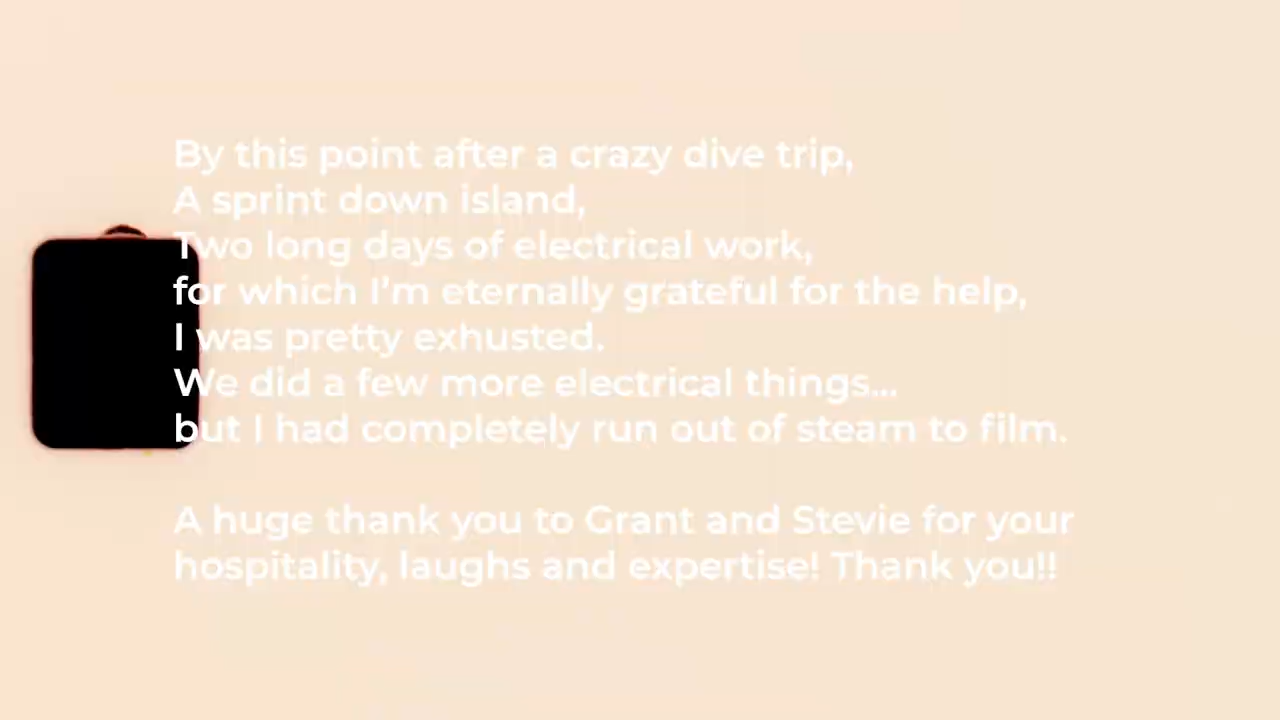 By this point after a crazy dive trip,
A sprint down island,
Two long days of electrical work,
for which I'm eternally grateful for the help,
I was pretty exhusted.
We did a few more electrical things...
but I had completely run out of steam to film.
A huge thank you to Grant and Stevie for your
hospitality, laughs and expertise! Thank you!!